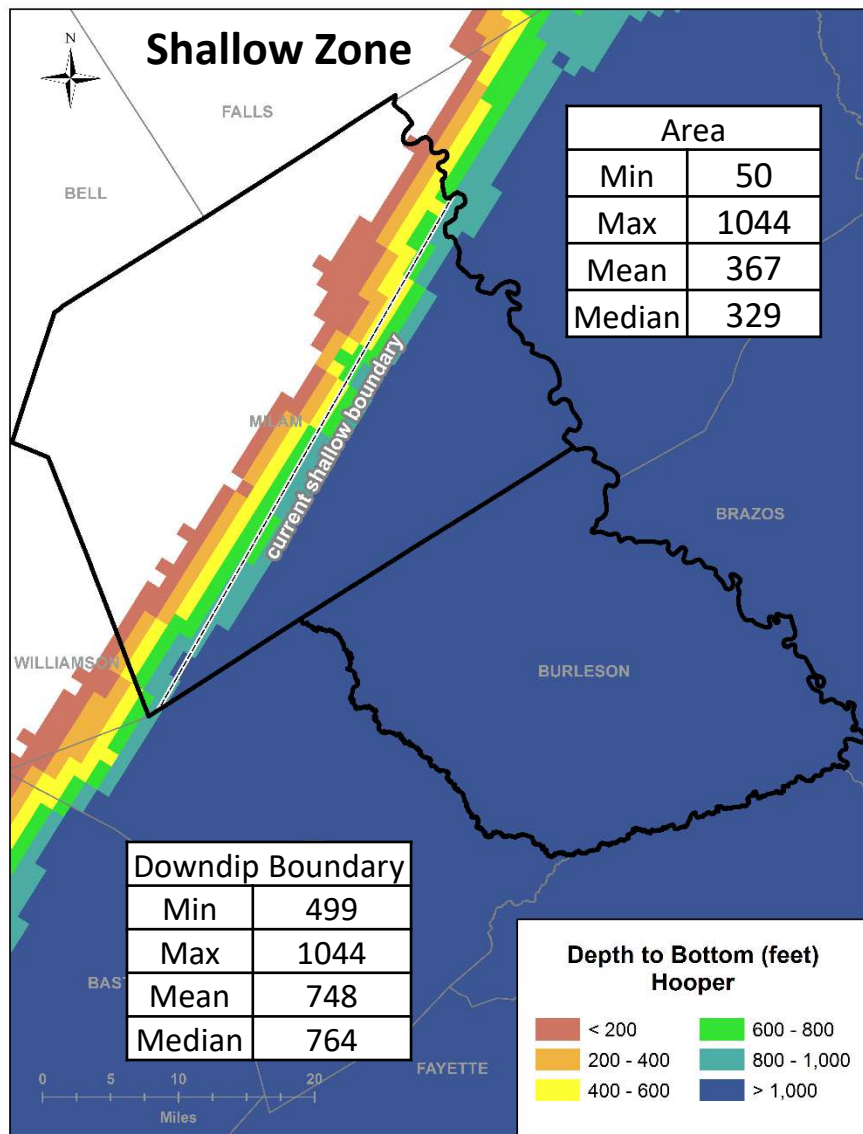 Shallow Zone
N
FALLS
BELL
Area
Min 50
Max 1044
Mean 367
Median 329
MILAM
current shallow boundary
BRAZOS
WILLIAMSON
BURLESON
Downdip Boundary
Min 499
Max 1044
Mean 748
Median 764
BAST
FAYETTE
0 5 10 20
Miles
Depth to Bottom (feet)
Hooper
< 200 600 - 800
200 - 400 800 - 1,000
400 - 600 > 1,000